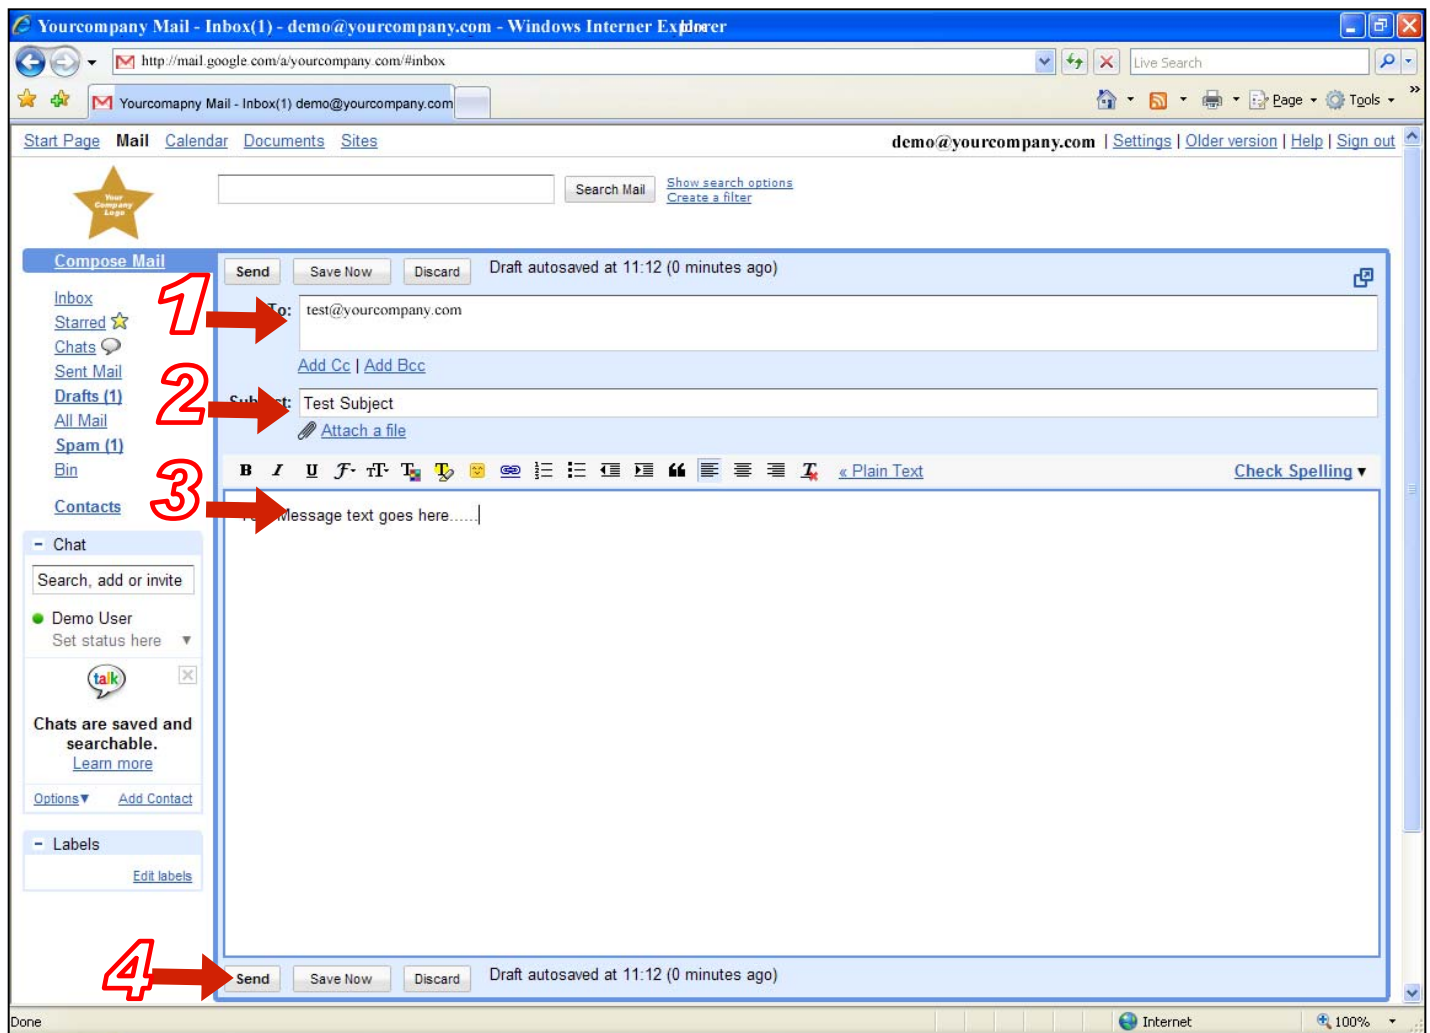 Yourcompany Mail - Inbox(1) - demo@yourcompany.com - Windows Interner Explorer
http://mail.google.com/a/yourcompany.com/#inbox
Live Search
Yourcomapny Mail - Inbox(1) demo@yourcompany.com
Page
Tools
»
Start Page Mail Calendar Documents Sites
demo@yourcompany.com | Settings | Older version | Help | Sign out
Your
Company
Logo
Search Mail
Show search options
Create a filter
Compose Mail
Inbox
Starred
Chats
Sent Mail
Drafts (1)
All Mail
Spam (1)
Bin
Contacts
- Chat
Search, add or invite
Demo User
Set status here
talk
Chats are saved and
searchable.
Learn more
Options▼ Add Contact
- Labels
Edit labels
Send Save Now Discard Draft autosaved at 11:12 (0 minutes ago)
1
To: test@yourcompany.com
Add Cc | Add Bcc
2
Test Subject
Attach a file
B I U F T T T « Plain Text Check Spelling ▼
3
Message text goes here......
4
Send Save Now Discard Draft autosaved at 11:12 (0 minutes ago)
Done
Internet
100%